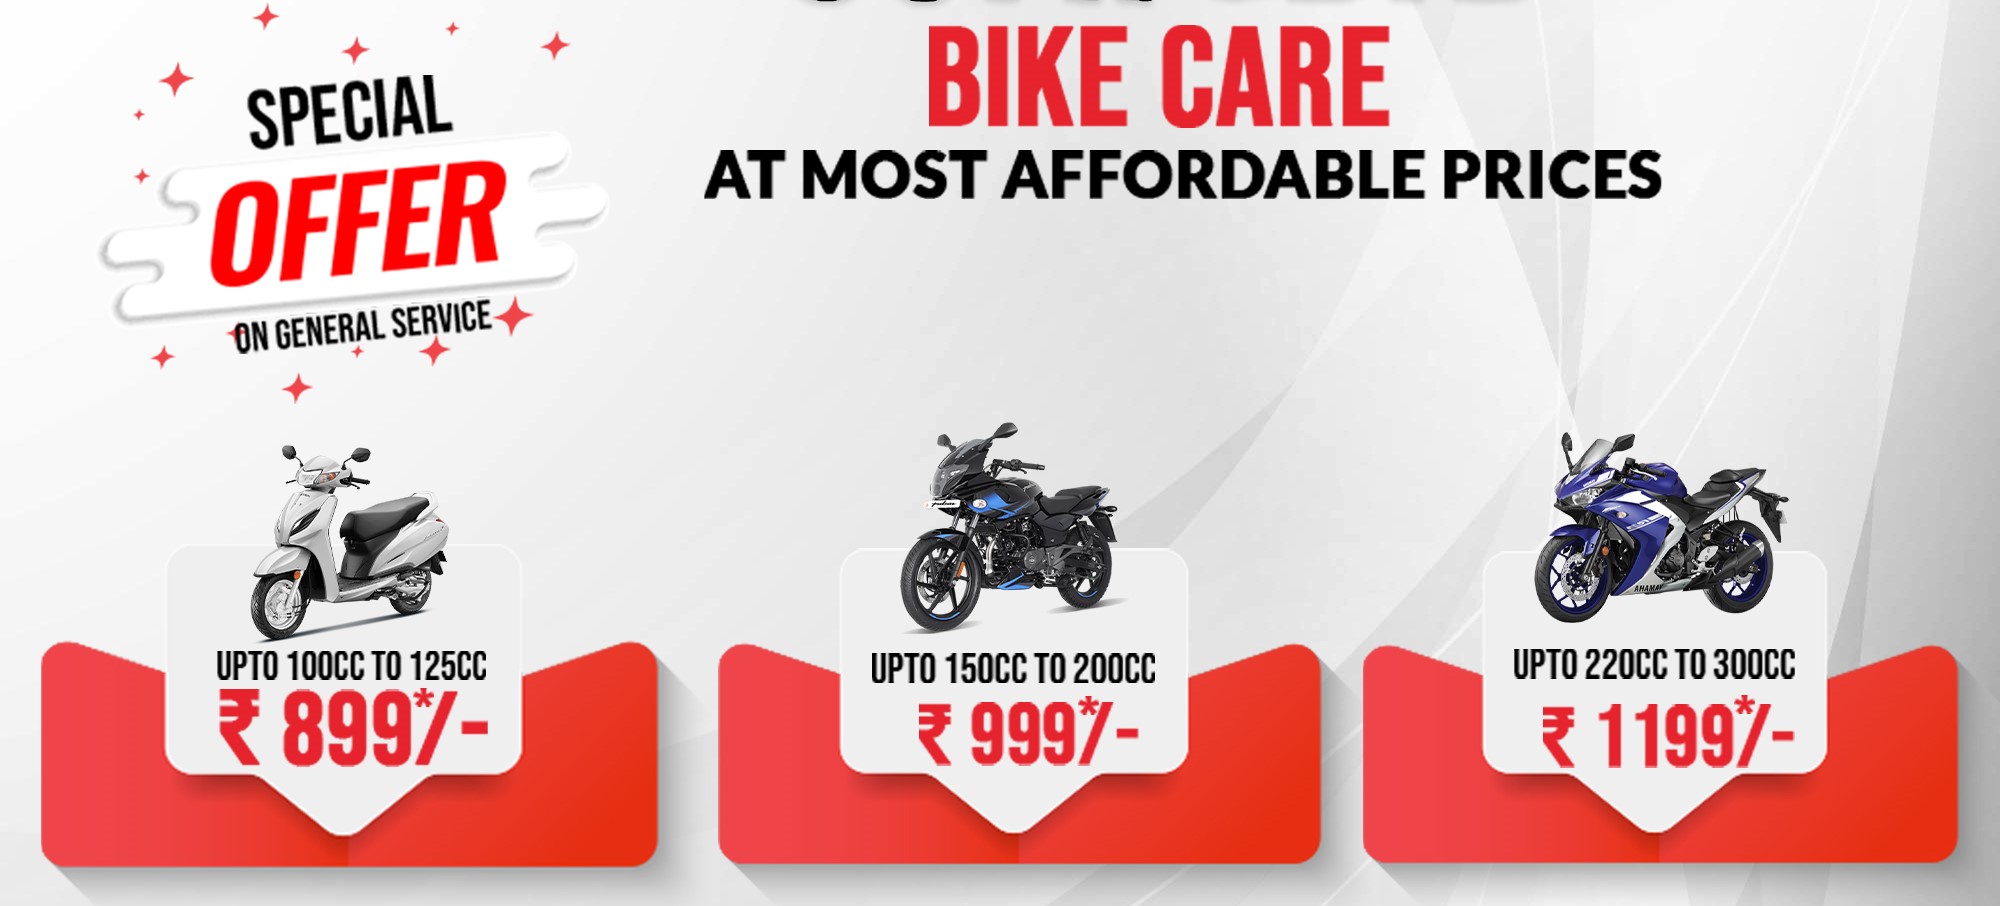 SPECIAL
OFFER
ON GENERAL SERVICE
BIKE CARE
AT MOST AFFORDABLE PRICES
UPTO 100CC TO 125CC
₹ 899*/-
UPTO 150CC TO 200CC
₹ 999*/-
UPTO 220CC TO 300CC
₹ 1199*/-